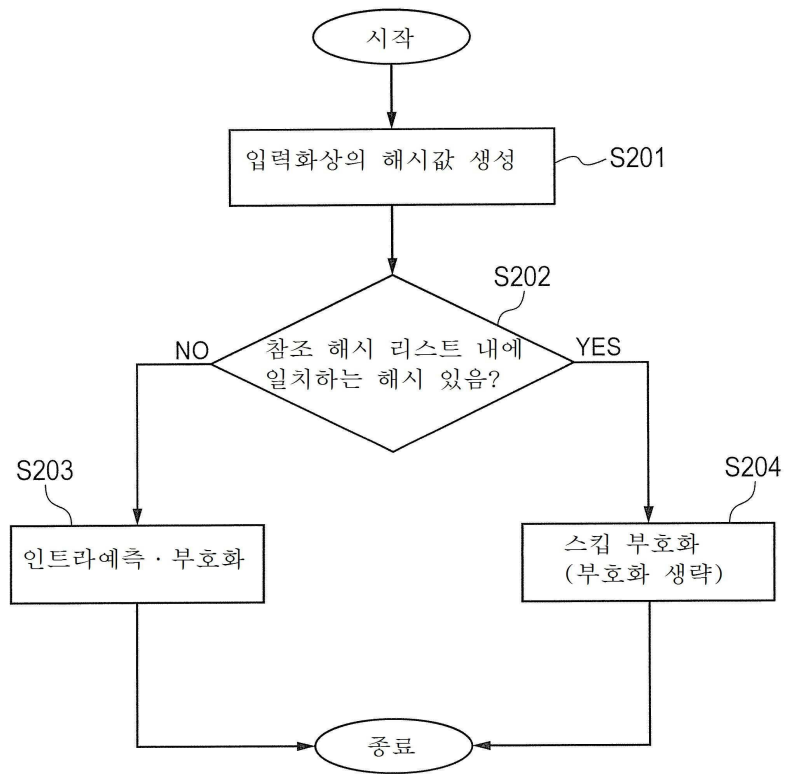 시작
입력화상의 해시값 생성
S201
S202
참조 해시 리스트 내에
일치하는 해시 있음?
NO
YES
S203
인트라예측·부호화
S204
스킵 부호화
(부호화 생략)
종료